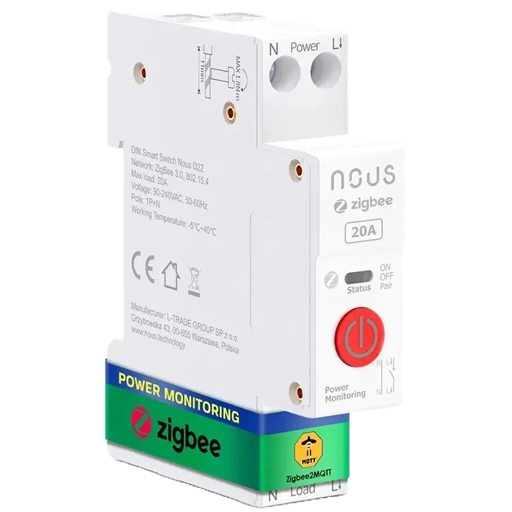 N Power L↓
11mm
MAX 1.8N·m
DIN Smart Switch Nous D2Z
Network: ZigBee 3.0, 802.15.4
Max load: 20A
Voltage: 90-240VAC, 50-60Hz
Pole: 1P+N
Working Temperature: -5℃~40℃
CE
Manufacturer: L-TRADE GROUP SP z o.o.
Grzybowska 43, 00-855 Warszawa, Polska
www.nous.technology
nous
zigbee
20A
Status
ON
OFF
Pair
Power
Monitoring
N L↓
N L
POWER MONITORING
zigbee
MQTT
Zigbee2MQTT
N Load L↓